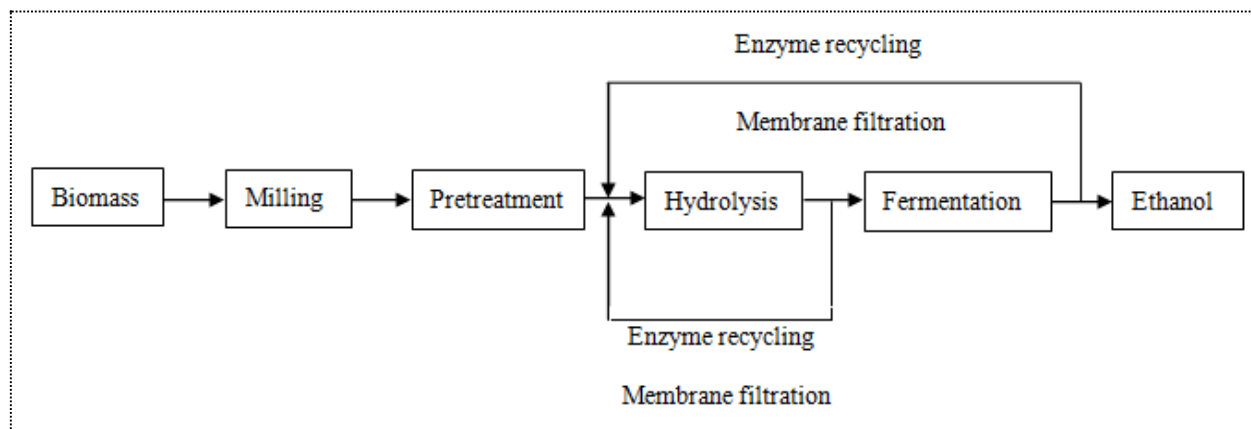 Enzyme recycling
Membrane filtration
Biomass
Milling
Pretreatment
Hydrolysis
Fermentation
Ethanol
Enzyme recycling
Membrane filtration